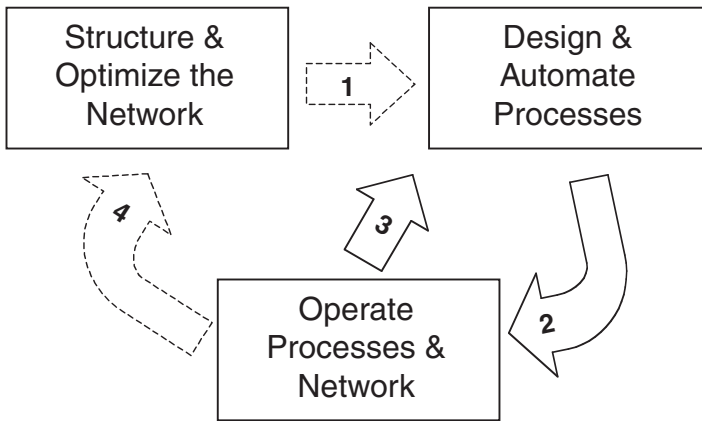 Structure &
Optimize the
Network
1
Design &
Automate
Processes
4
3
2
Operate
Processes &
Network